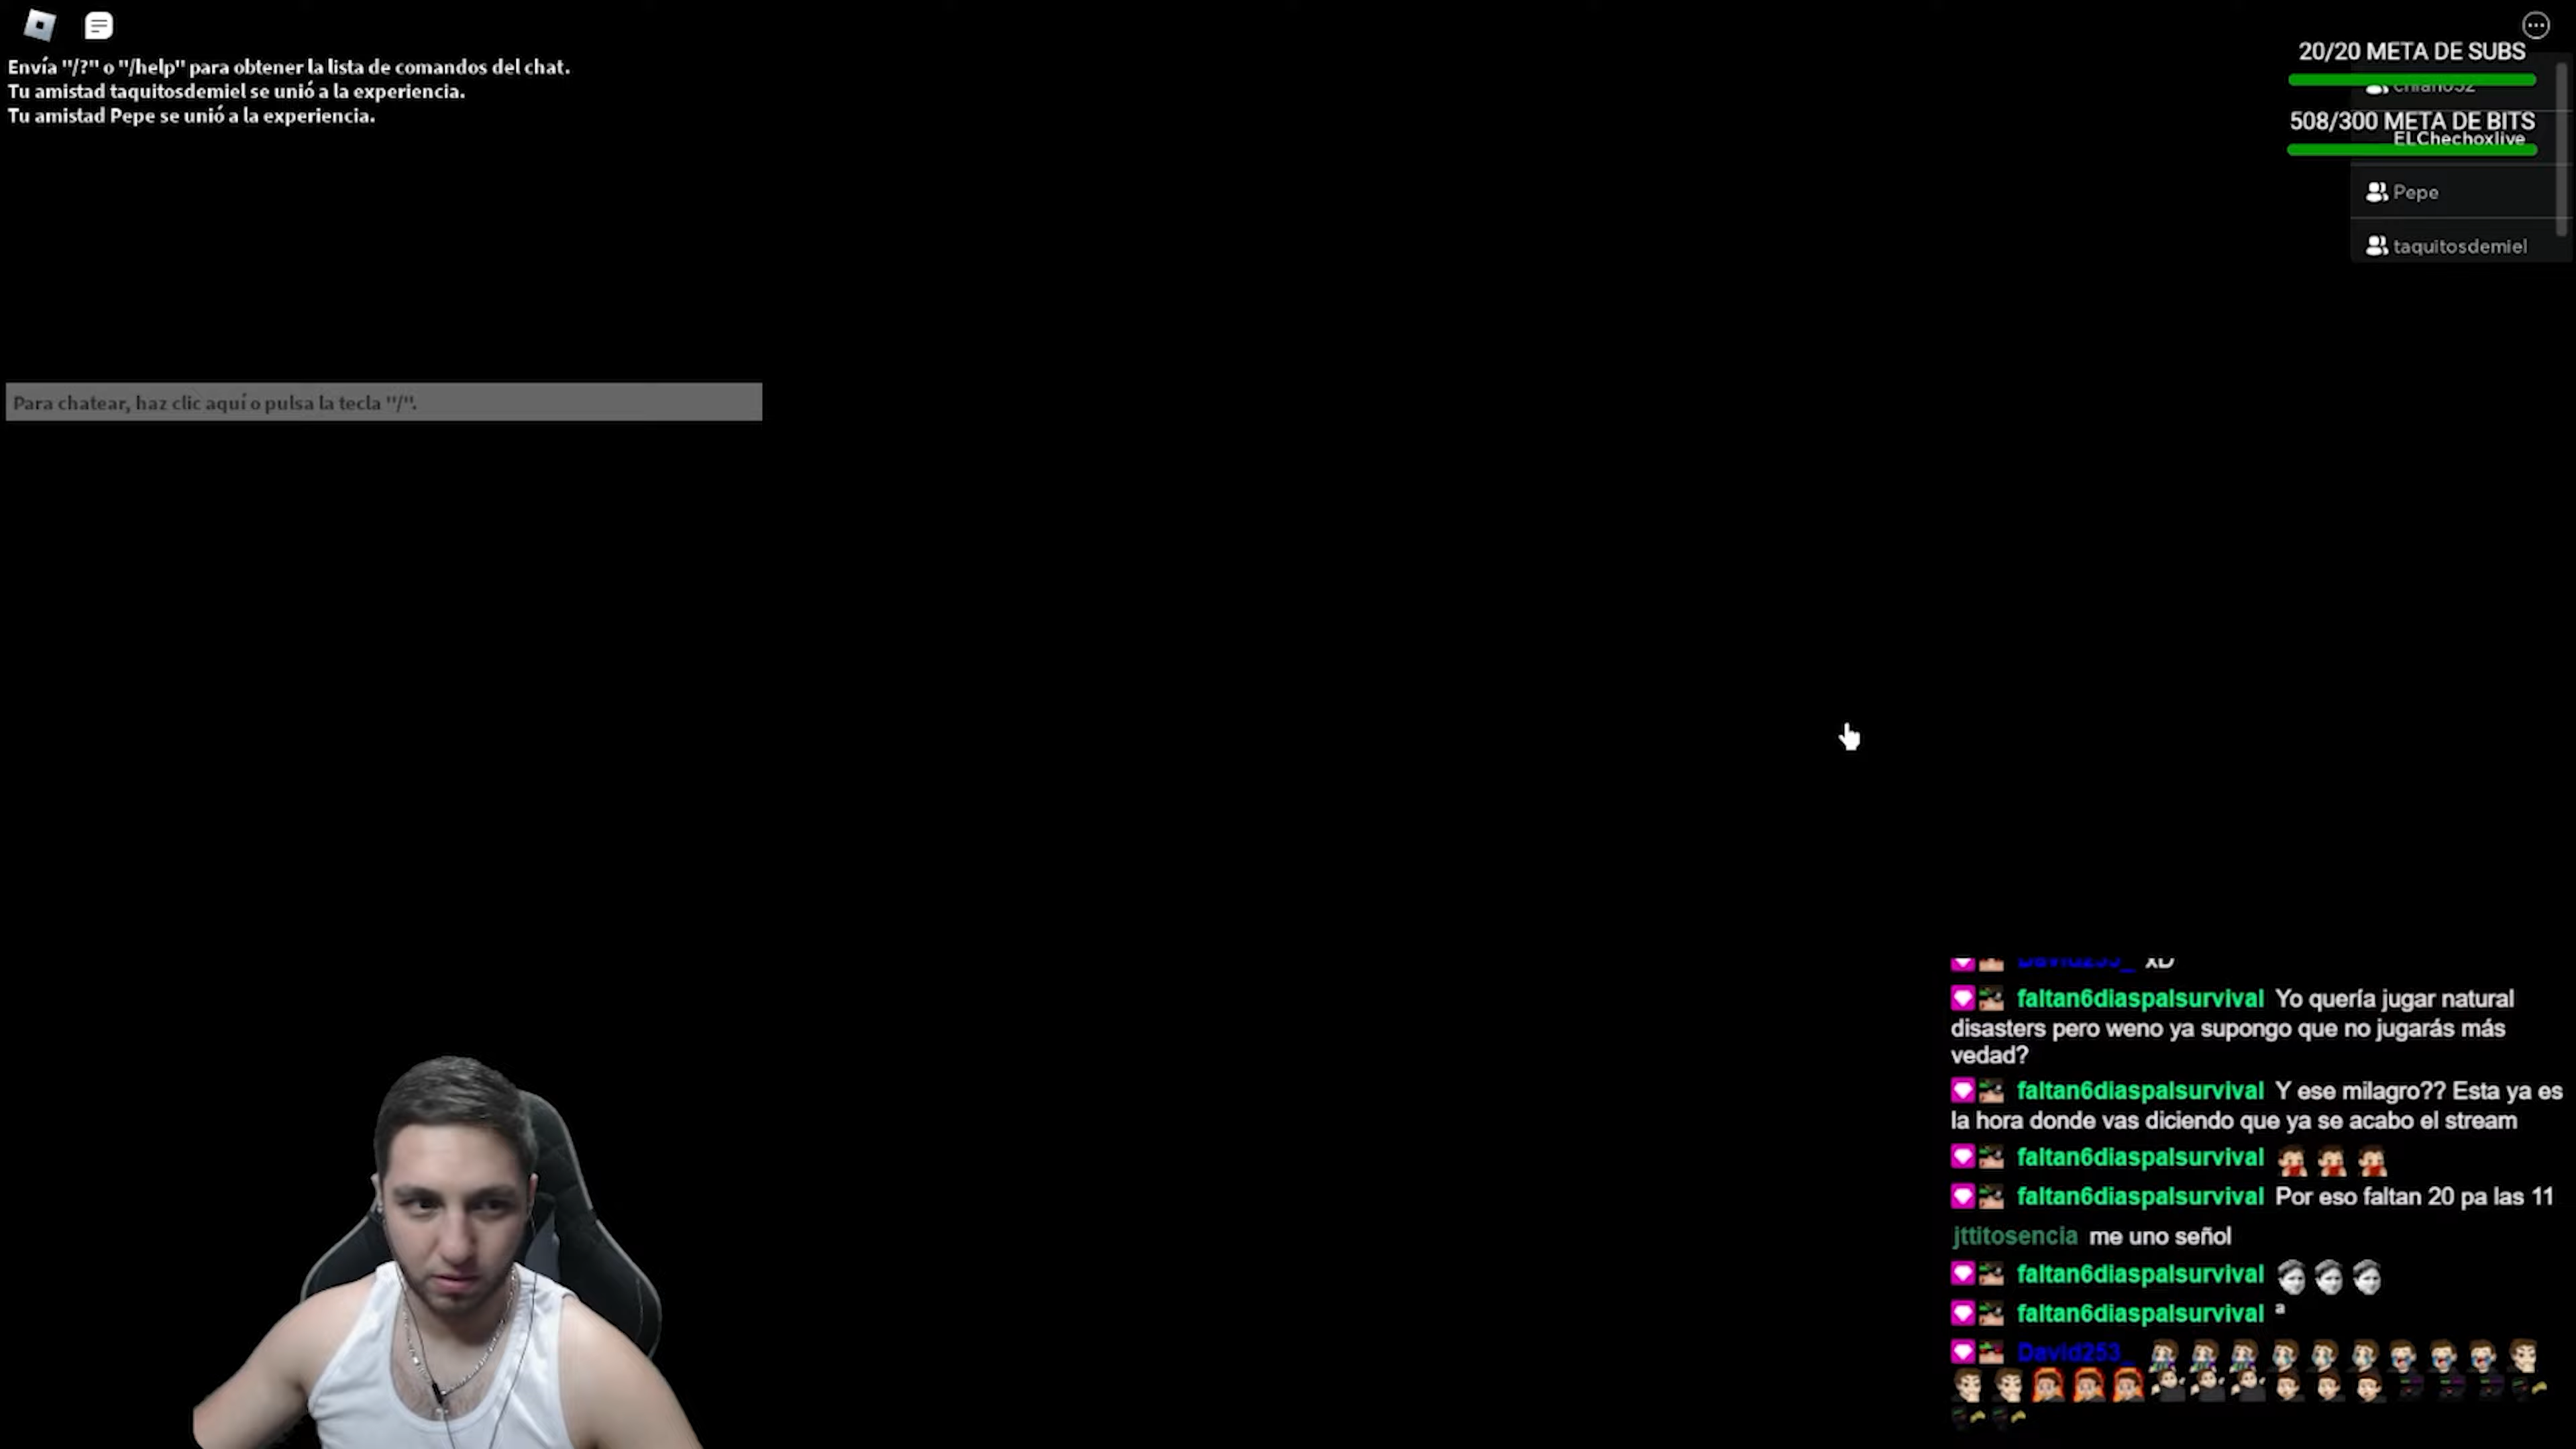 Envía "/?" o "/help" para obtener la lista de comandos del chat.
Tu amistad taquitosdemiel se unió a la experiencia.
Tu amistad Pepe se unió a la experiencia.
Para chatear, haz clic aquí o pulsa la tecla "/".
20/20 META DE SUBS
508/300 META DE BITS
ELChechoxlive
Pepe
taquitosdemiel
David253_ xD
faltan6diaspalsurvival Yo quería jugar natural
disasters pero weno ya supongo que no jugarás más
vedad?
faltan6diaspalsurvival Y ese milagro?? Esta ya es
la hora donde vas diciendo que ya se acabo el stream
faltan6diaspalsurvival
faltan6diaspalsurvival Por eso faltan 20 pa las 11
jttitosencia me uno señol
faltan6diaspalsurvival
faltan6diaspalsurvival ª
David253_